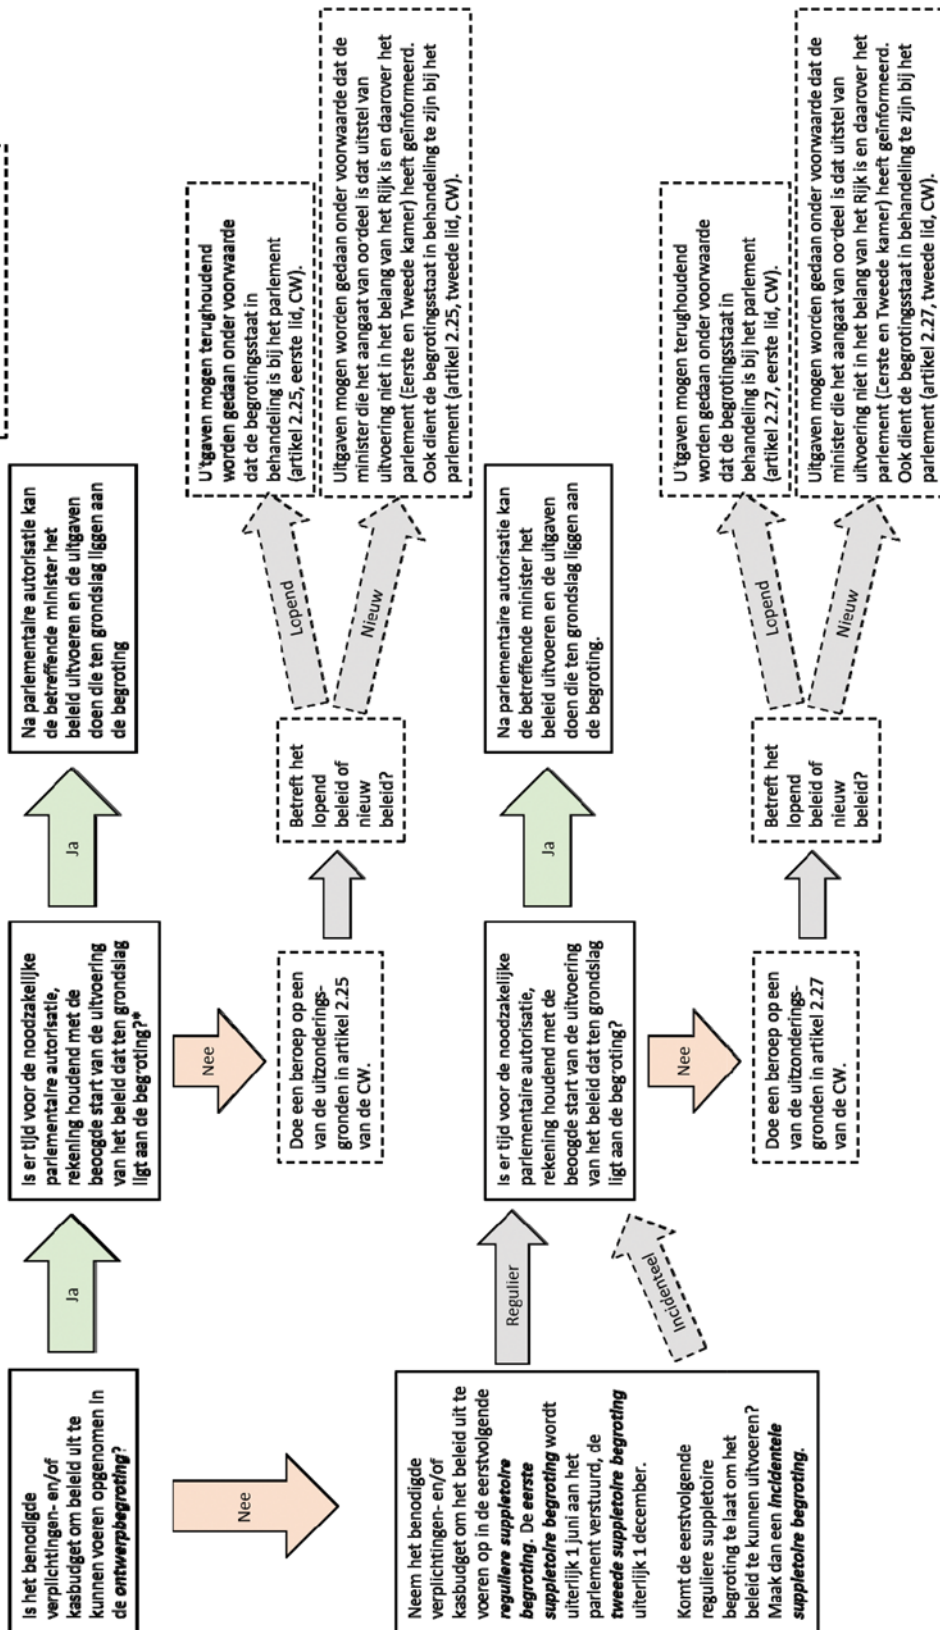 Is het benodigde
verplichtingen- en/of
kasbudget om beleid uit te
kunnen voeren opgenomen in
de ontwerpbegroting?
Ja
Is er tijd voor de noodzakelijke
parlementaire autorisatie,
rekening houdend met de
beoogde start van de uitvoering
van het beleid dat ten grondslag
ligt aan de begroting?*
Ja
Na parlementaire autorisatie kan
de betreffende minister het
beleid uitvoeren en de uitgaven
doen die ten grondslag liggen aan
de begroting
Nee
Nee
Doe een beroep op een
van de uitzonderings-
gronden in artikel 2.25
van de CW.
Betreft het
lopend
beleid of
nieuw
beleid?
Lopend
Uitgaven mogen terughoudend
worden gedaan onder voorwaarde
dat de begrotingsstaat in
behandeling is bij het parlement
(artikel 2.25, eerste lid, CW).
Nieuw
Uitgaven mogen worden gedaan onder voorwaarde dat de
minister die het aangaat van oordeel is dat uitstel van
uitvoering niet in het belang van het Rijk is en daarover het
parlement (Eerste en Tweede kamer) heeft geïnformeerd.
Ook dient de begrotingsstaat in behandeling te zijn bij het
parlement (artikel 2.25, tweede lid, CW).
Neem het benodigde
verplichtingen- en/of
kasbudget om het beleid uit te
voeren op in de eerstvolgende
reguliere suppletoire
begroting. De eerste
suppletoire begroting wordt
uiterlijk 1 juni aan het
parlement verstuurd, de
tweede suppletoire begroting
uiterlijk 1 december.
Komt de eerstvolgende
reguliere suppletoire
begroting te laat om het
beleid te kunnen uitvoeren?
Maak dan een incidentele
suppletoire begroting.
Regulier
Incidenteel
Is er tijd voor de noodzakelijke
parlementaire autorisatie,
rekening houdend met de
beoogde start van de uitvoering
van het beleid dat ten grondslag
ligt aan de begroting?
Ja
Na parlementaire autorisatie kan
de betreffende minister het
beleid uitvoeren en de uitgaven
doen die ten grondslag liggen aan
de begroting.
Nee
Doe een beroep op een
van de uitzonderings-
gronden in artikel 2.27
van de CW.
Betreft het
lopend
beleid of
nieuw
beleid?
Lopend
Uitgaven mogen terughoudend
worden gedaan onder voorwaarde
dat de begrotingsstaat in
behandeling is bij het parlement
(artikel 2.27, eerste lid, CW).
Nieuw
Uitgaven mogen worden gedaan onder voorwaarde dat de
minister die het aangaat van oordeel is dat uitstel van
uitvoering niet in het belang van het Rijk is en daarover het
parlement (Eerste en Tweede kamer) heeft geïnformeerd.
Ook dient de begrotingsstaat in behandeling te zijn bij het
parlement (artikel 2.27, tweede lid, CW).